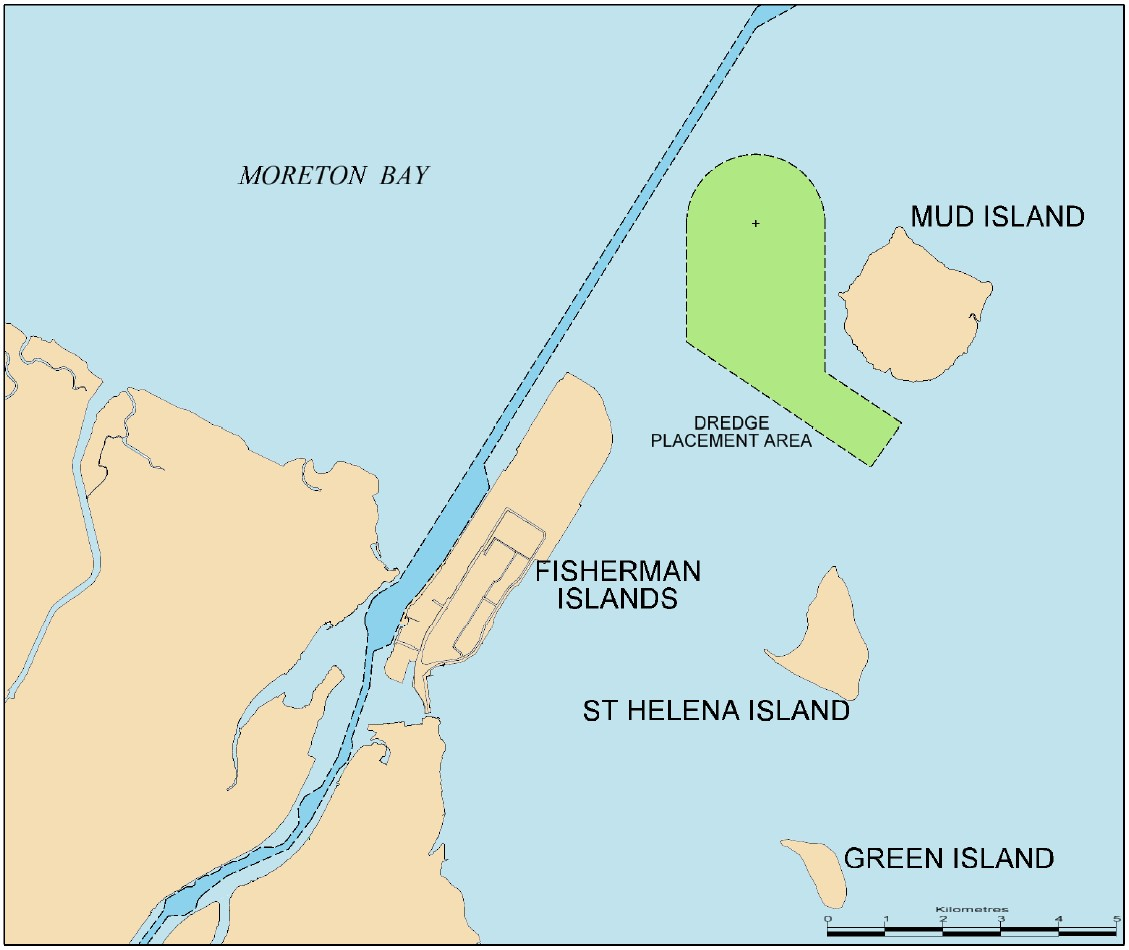 MORETON BAY
MUD ISLAND
DREDGE
PLACEMENT AREA
FISHERMAN
ISLANDS
ST HELENA ISLAND
GREEN ISLAND
Kilometres
0 1 2 3 4 5